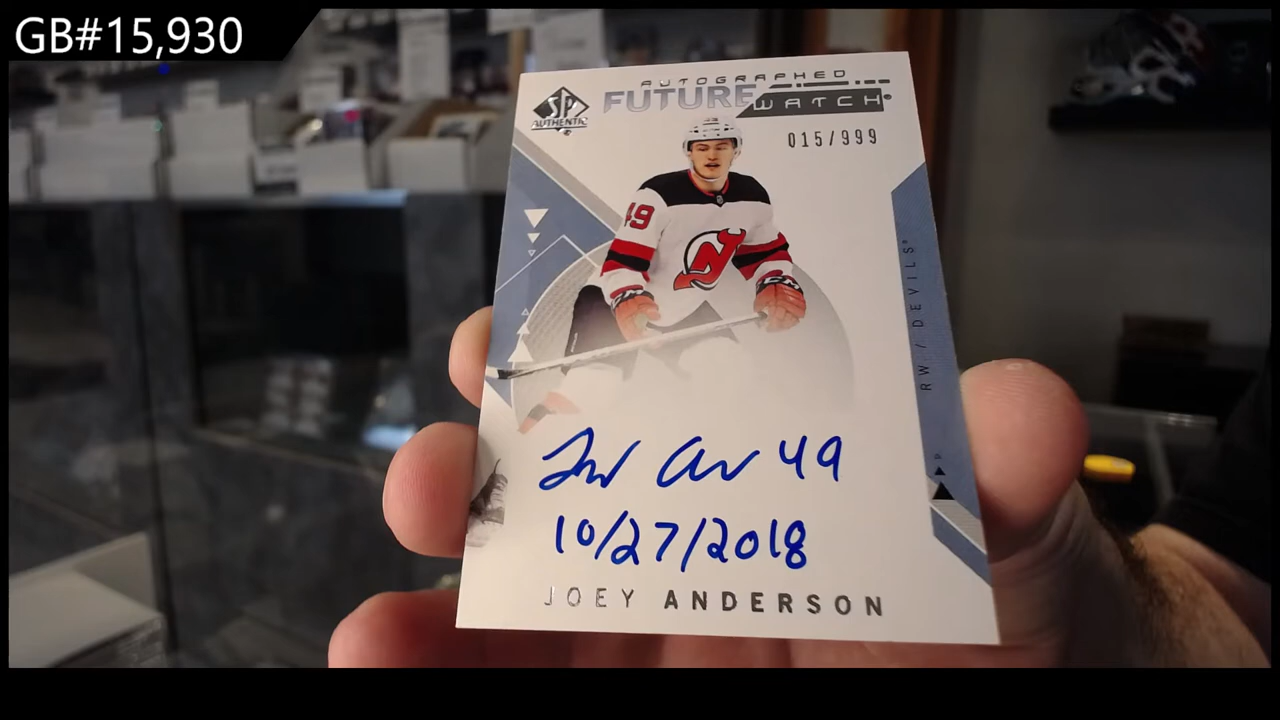 GB#15,930
AUTOGRAPHED
SP FUTURE WATCH
AUTHENTIC
015/999
49
RW / DEVILS
49
10/27/2018
JOEY ANDERSON